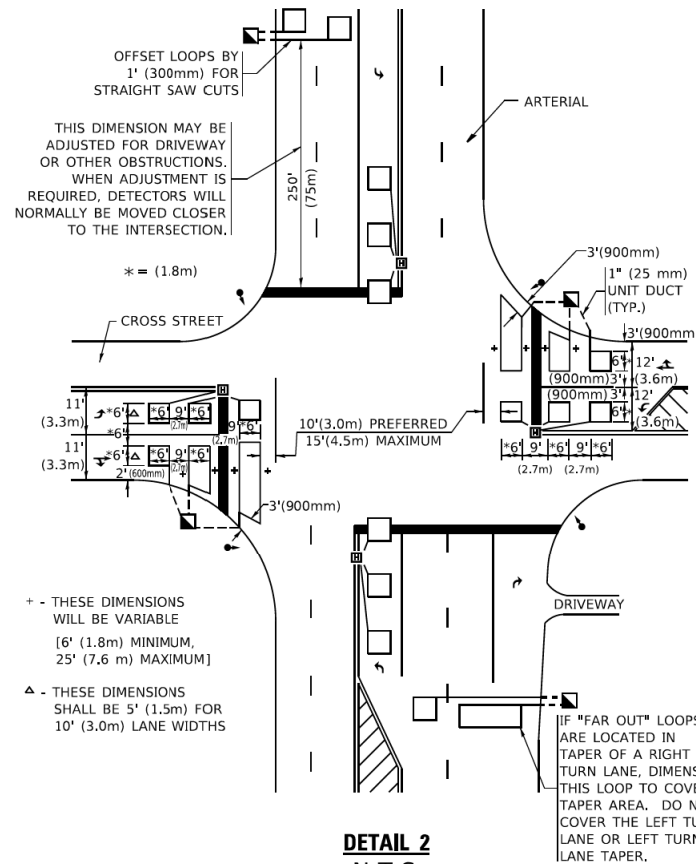 OFFSET LOOPS BY
1' (300mm) FOR
STRAIGHT SAW CUTS
THIS DIMENSION MAY BE
ADJUSTED FOR DRIVEWAY
OR OTHER OBSTRUCTIONS.
WHEN ADJUSTMENT IS
REQUIRED, DETECTORS WILL
NORMALLY BE MOVED CLOSER
TO THE INTERSECTION.
250'
(75m)
ARTERIAL
* = (1.8m)
CROSS STREET
3'(900mm)
1" (25 mm)
UNIT DUCT
(TYP.)
3'(900mm
6'
*
12'
(3.6m)
(900mm)3'
(900mm)3'
6'
*
12'
(3.6m)
*6' 9' *6' 9' *6'
(2.7m) (2.7m)
*6'
10'(3.0m) PREFERRED
15'(4.5m) MAXIMUM
11'
(3.3m)
11'
(3.3m)
*6' Δ *6' 9' *6'
(2.7m)
9' *6'
(2.7m)
*6'
*6' Δ *6' 9' *6'
(2.7m)
2' (600mm)
3'(900mm)
+ - THESE DIMENSIONS
WILL BE VARIABLE
[6' (1.8m) MINIMUM,
25' (7.6 m) MAXIMUM]
Δ - THESE DIMENSIONS
SHALL BE 5' (1.5m) FOR
10' (3.0m) LANE WIDTHS
H
H
H
H
DRIVEWAY
IF "FAR OUT" LOOPS
ARE LOCATED IN
TAPER OF A RIGHT
TURN LANE, DIMENS
THIS LOOP TO COVE
TAPER AREA. DO N
COVER THE LEFT TU
LANE OR LEFT TURN
LANE TAPER.
DETAIL 2